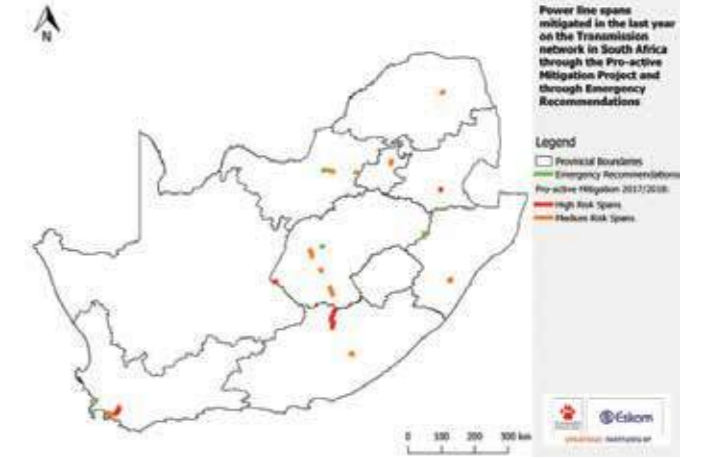 N
Power line spans
mitigated in the last year
on the Transmission
network in South Africa
through the Pro-active
Mitigation Project and
through Emergency
Recommendations
Legend
Provincial Boundaries
Emergency Recommendations
Pro-active Mitigation 2017/2018:
High Risk Spans
Medium Risk Spans
Eskom
0 100 200 300 km